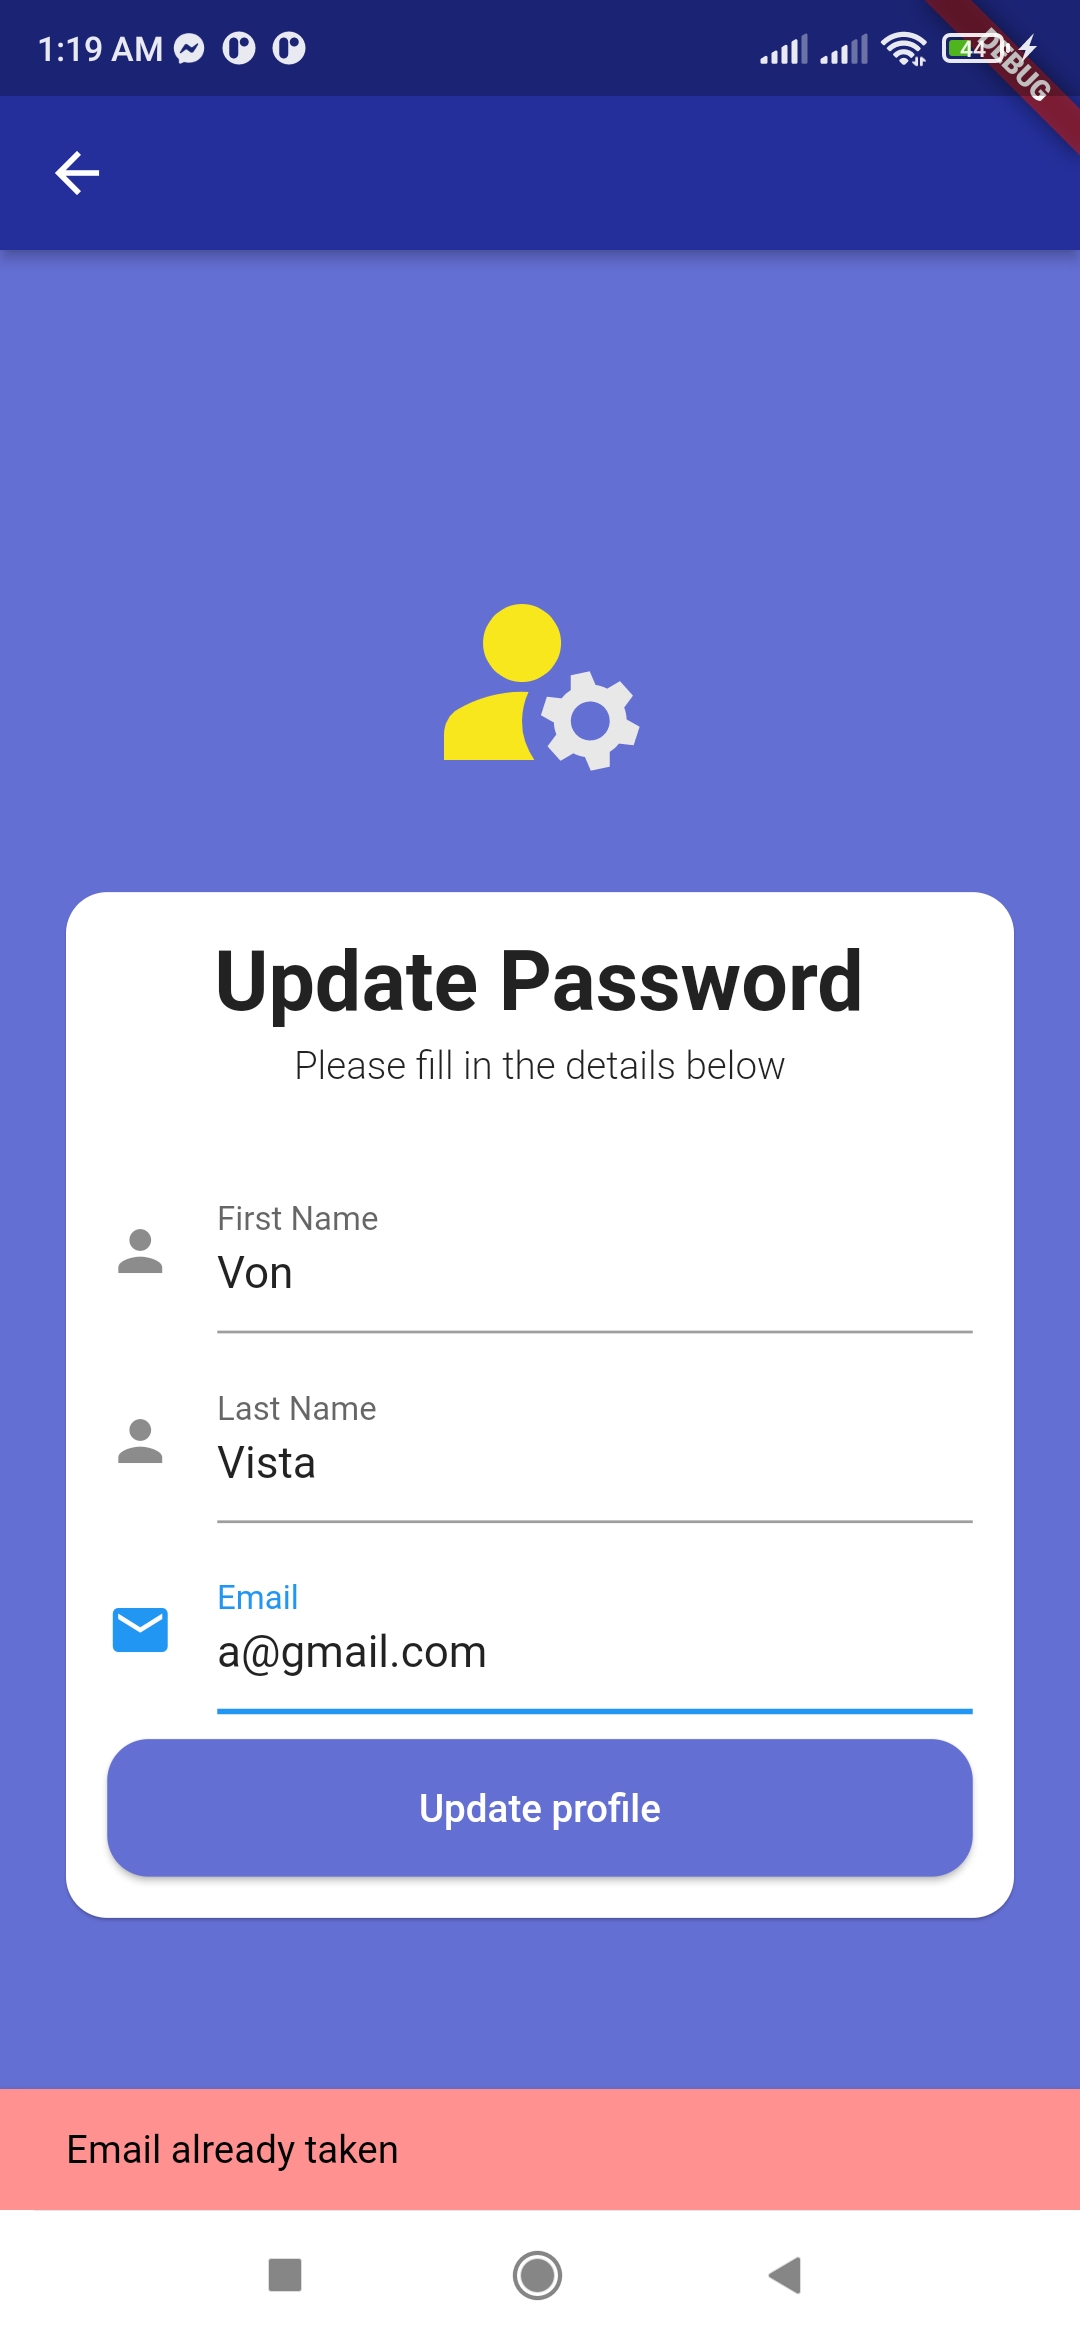 1:19 AM
44
DEBUG
Update Password
Please fill in the details below
First Name
Von
Last Name
Vista
Email
a@gmail.com
Update profile
Email already taken